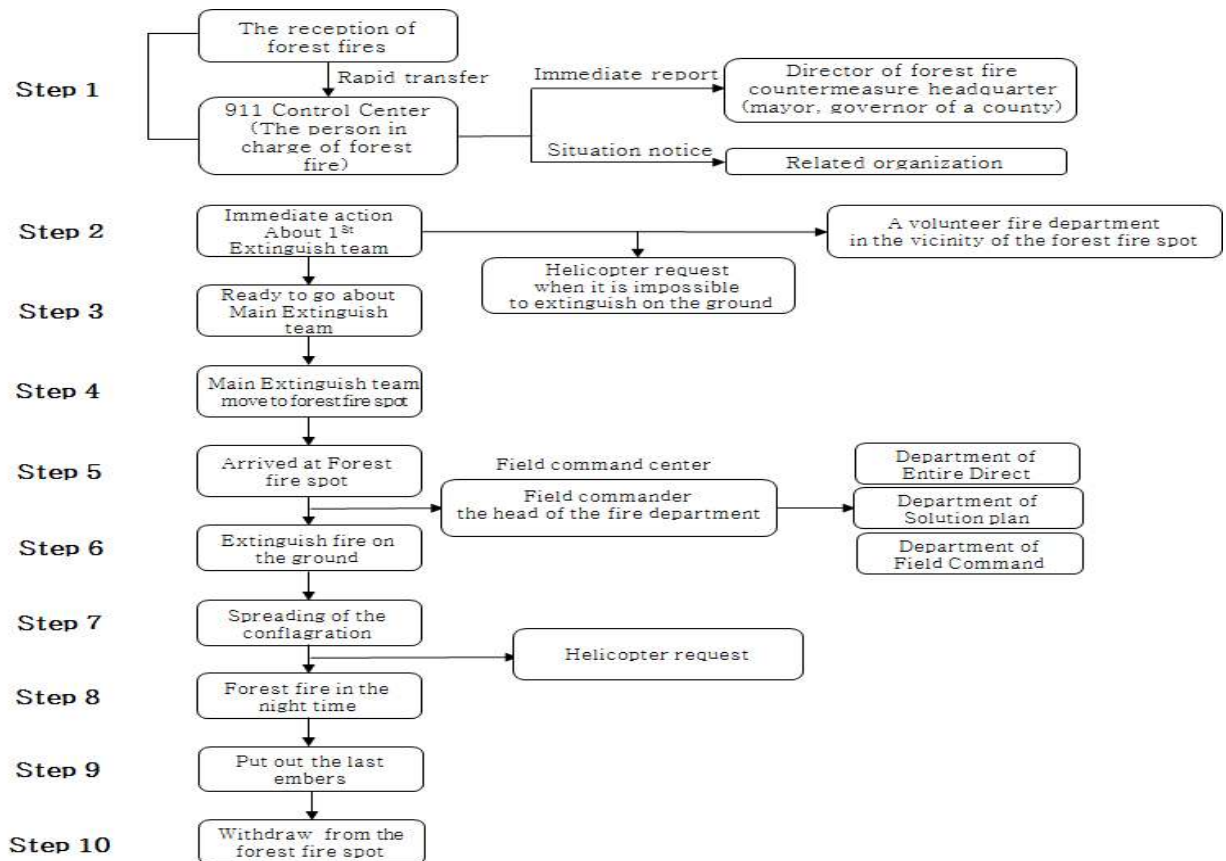 Step 1
The reception of
forest fires
Rapid transfer
911 Control Center
(The person in
charge of forest
fire)
Immediate report
Director of forest fire
countermeasure headquarter
(mayor, governor of a county)
Situation notice
Related organization
Step 2
Immediate action
About 1St
Extinguish team
A volunteer fire department
in the vicinity of the forest fire spot
Helicopter request
when it is impossible
to extinguish on the ground
Step 3
Ready to go about
Main Extinguish
team
Step 4
Main Extinguish team
move to forest fire spot
Step 5
Arrived at Forest
fire spot
Field command center
Field commander
the head of the fire department
Department of
Entire Direct
Department of
Solution plan
Department of
Field Command
Step 6
Extinguish fire on
the ground
Step 7
Spreading of the
conflagration
Helicopter request
Step 8
Forest fire in the
night time
Step 9
Put out the last
embers
Step 10
Withdraw from the
forest fire spot